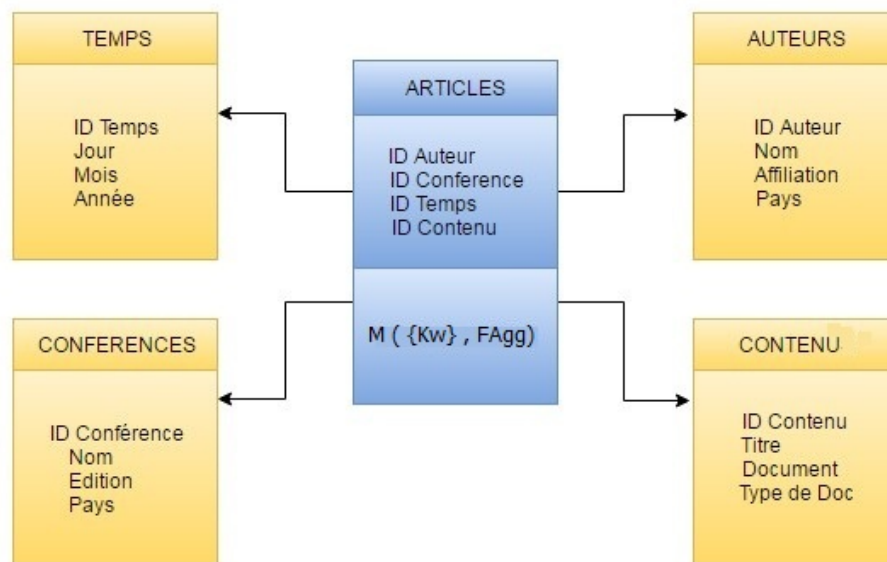 TEMPS
ID Temps
Jour
Mois
Année
ARTICLES
ID Auteur
ID Conference
ID Temps
ID Contenu
M ( {Kw} , FAgg)
AUTEURS
ID Auteur
Nom
Affiliation
Pays
CONFERENCES
ID Conférence
Nom
Edition
Pays
CONTENU
ID Contenu
Titre
Document
Type de Doc